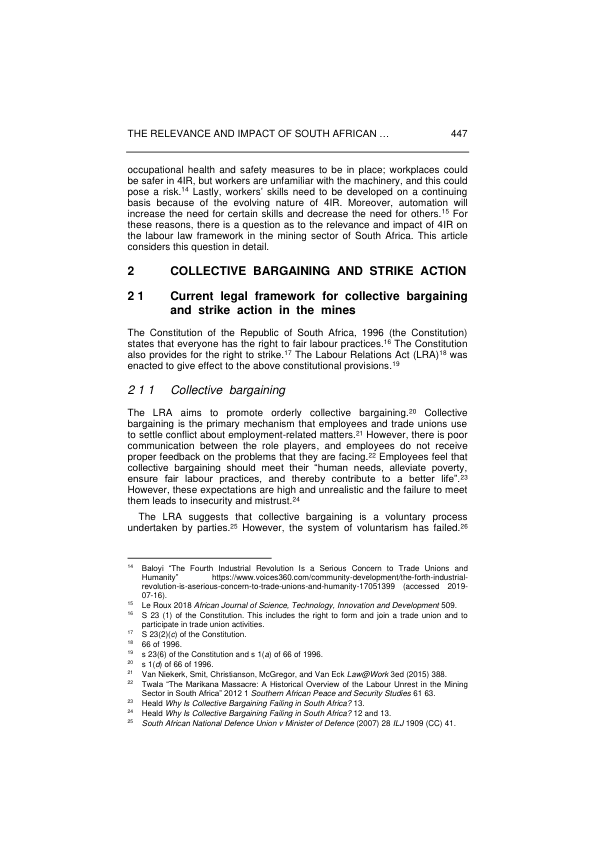 THE RELEVANCE AND IMPACT OF SOUTH AFRICAN … 447
occupational health and safety measures to be in place; workplaces could
be safer in 4IR, but workers are unfamiliar with the machinery, and this could
pose a risk.14 Lastly, workers' skills need to be developed on a continuing
basis because of the evolving nature of 4IR. Moreover, automation will
increase the need for certain skills and decrease the need for others.15 For
these reasons, there is a question as to the relevance and impact of 4IR on
the labour law framework in the mining sector of South Africa. This article
considers this question in detail.
2 COLLECTIVE BARGAINING AND STRIKE ACTION
2 1 Current legal framework for collective bargaining
and strike action in the mines
The Constitution of the Republic of South Africa, 1996 (the Constitution)
states that everyone has the right to fair labour practices.16 The Constitution
also provides for the right to strike.17 The Labour Relations Act (LRA)18 was
enacted to give effect to the above constitutional provisions.19
2 1 1 Collective bargaining
The LRA aims to promote orderly collective bargaining.20 Collective
bargaining is the primary mechanism that employees and trade unions use
to settle conflict about employment-related matters.21 However, there is poor
communication between the role players, and employees do not receive
proper feedback on the problems that they are facing.22 Employees feel that
collective bargaining should meet their "human needs, alleviate poverty,
ensure fair labour practices, and thereby contribute to a better life".23
However, these expectations are high and unrealistic and the failure to meet
them leads to insecurity and mistrust.24
The LRA suggests that collective bargaining is a voluntary process
undertaken by parties.25 However, the system of voluntarism has failed.26
14 Baloyi "The Fourth Industrial Revolution Is a Serious Concern to Trade Unions and
Humanity" https://www.voices360.com/community-development/the-forth-industrial-
revolution-is-aserious-concern-to-trade-unions-and-humanity-17051399 (accessed 2019-
07-16).
15 Le Roux 2018 African Journal of Science, Technology, Innovation and Development 509.
16 S 23 (1) of the Constitution. This includes the right to form and join a trade union and to
participate in trade union activities.
17 S 23(2)(c) of the Constitution.
18 66 of 1996.
19 s 23(6) of the Constitution and s 1(a) of 66 of 1996.
20 s 1(d) of 66 of 1996.
21 Van Niekerk, Smit, Christianson, McGregor, and Van Eck Law@Work 3ed (2015) 388.
22 Twala "The Marikana Massacre: A Historical Overview of the Labour Unrest in the Mining
Sector in South Africa" 2012 1 Southern African Peace and Security Studies 61 63.
23 Heald Why Is Collective Bargaining Failing in South Africa? 13.
24 Heald Why Is Collective Bargaining Failing in South Africa? 12 and 13.
25 South African National Defence Union v Minister of Defence (2007) 28 ILJ 1909 (CC) 41.